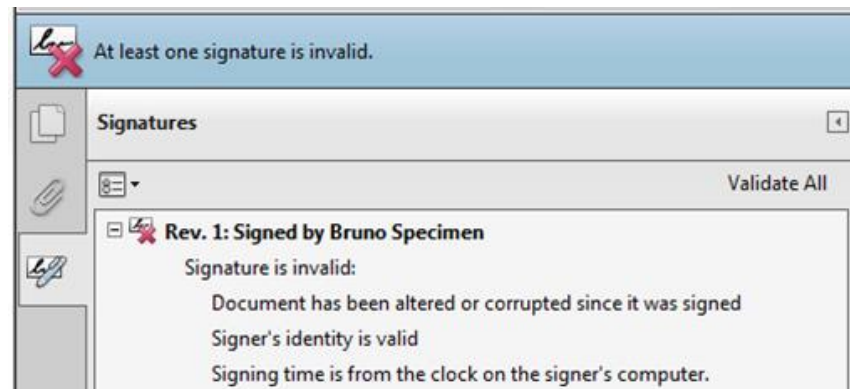 At least one signature is invalid.
Signatures
Validate All
Rev. 1: Signed by Bruno Specimen
Signature is invalid:
Document has been altered or corrupted since it was signed
Signer's identity is valid
Signing time is from the clock on the signer's computer.